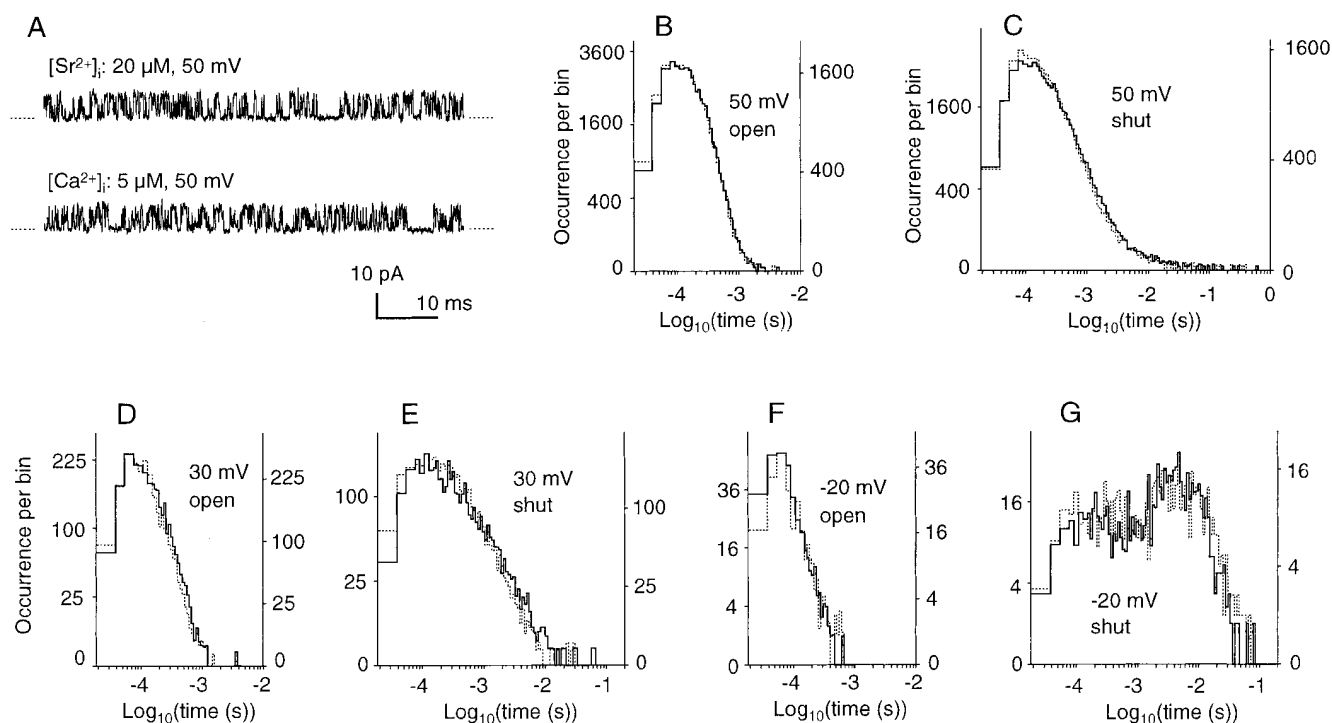 A
[Sr²⁺]ᵢ: 20 µM, 50 mV
[Ca²⁺]ᵢ: 5 µM, 50 mV
10 pA
10 ms
B
Occurrence per bin
3600
1600
400
0
1600
400
0
50 mV
open
-4 -3 -2
Log₁₀(time (s))
C
Occurrence per bin
1600
400
0
1600
400
0
50 mV
shut
-4 -3 -2 -1 0
Log₁₀(time (s))
D
Occurrence per bin
225
100
25
0
225
100
25
0
30 mV
open
-4 -3 -2
Log₁₀(time (s))
E
100
25
0
100
25
0
30 mV
shut
-4 -3 -2 -1
Log₁₀(time (s))
F
36
16
4
0
36
16
4
0
-20 mV
open
-4 -3 -2
Log₁₀(time (s))
G
16
4
0
16
4
0
-20 mV
shut
-4 -3 -2 -1 0
Log₁₀(time (s))